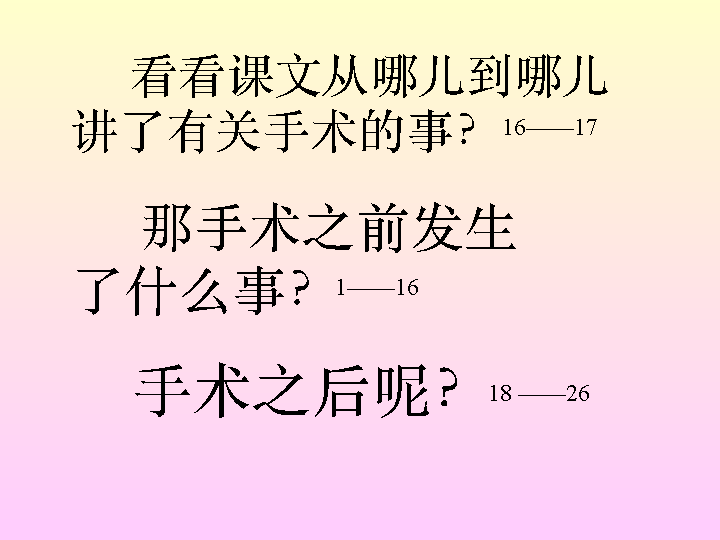 看看课文从哪儿到哪儿
讲了有关手术的事? 16——17
那手术之前发生
了什么事? 1——16
手术之后呢? 18 ——26